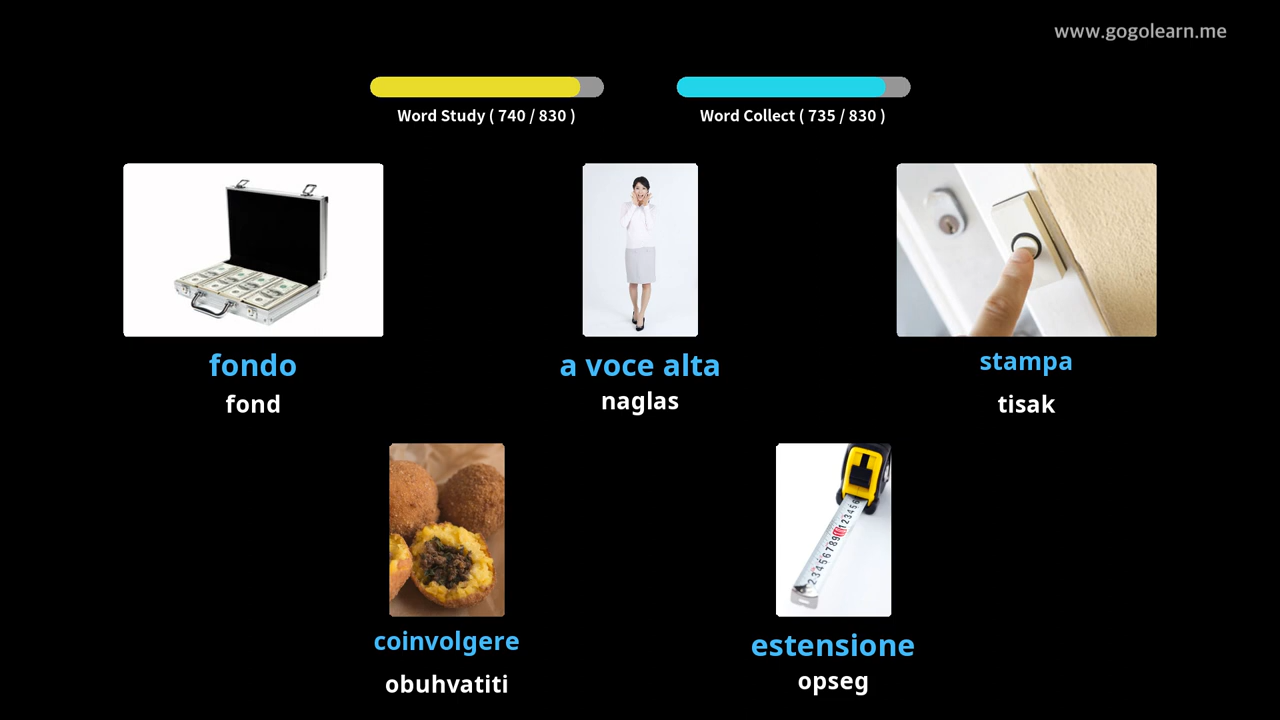 www.gogolearn.me
Word Study ( 740 / 830 )
Word Collect ( 735 / 830 )
fondo
fond
a voce alta
naglas
stampa
tisak
coinvolgere
obuhvatiti
estensione
opseg